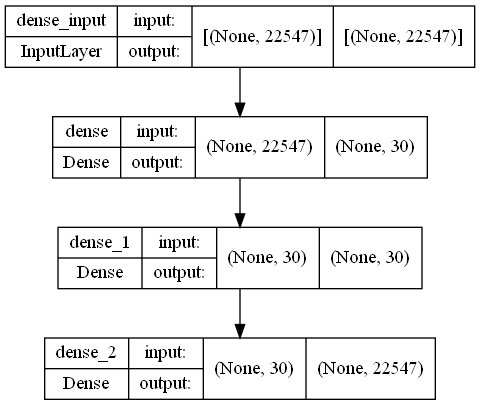 dense_input input: [(None, 22547)] [(None, 22547)]
InputLayer output:
dense input: (None, 22547) (None, 30)
Dense output:
dense_1 input: (None, 30) (None, 30)
Dense output:
dense_2 input: (None, 30) (None, 22547)
Dense output: